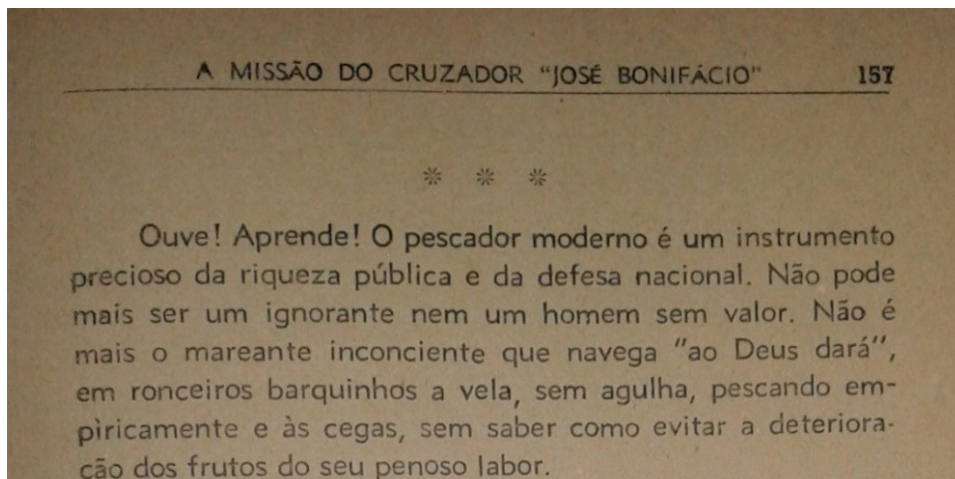 A MISSÃO DO CRUZADOR "JOSÉ BONIFÁCIO" 157
Ouve! Aprende! O pescador moderno é um instrumento
precioso da riqueza pública e da defesa nacional. Não pode
mais ser um ignorante nem um homem sem valor. Não é
mais o mareante inconciente que navega "ao Deus dará",
em ronceiros barquinhos a vela, sem agulha, pescando em-
pìricamente e às cegas, sem saber como evitar a deteriora-
ção dos frutos do seu penoso labor.